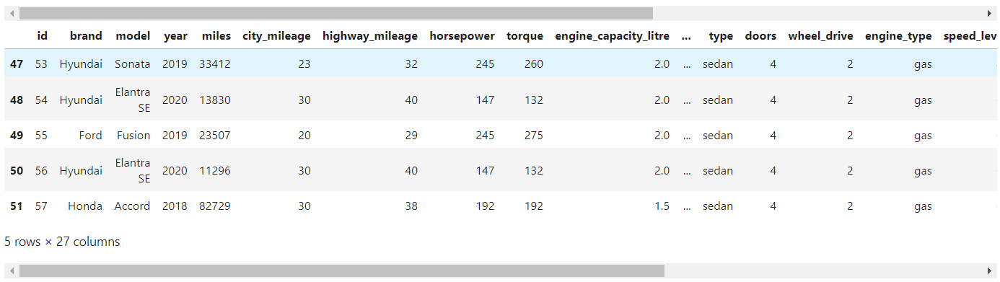 id brand model year miles city_mileage highway_mileage horsepower torque engine_capacity_litre ... type doors wheel_drive engine_type speed_lev
47 53 Hyundai Sonata 2019 33412 23 32 245 260 2.0 ... sedan 4 2 gas
48 54 Hyundai Elantra SE 2020 13830 30 40 147 132 2.0 ... sedan 4 2 gas
49 55 Ford Fusion 2019 23507 20 29 245 275 2.0 ... sedan 4 2 gas
50 56 Hyundai Elantra SE 2020 11296 30 40 147 132 2.0 ... sedan 4 2 gas
51 57 Honda Accord 2018 82729 30 38 192 192 1.5 ... sedan 4 2 gas
5 rows × 27 columns